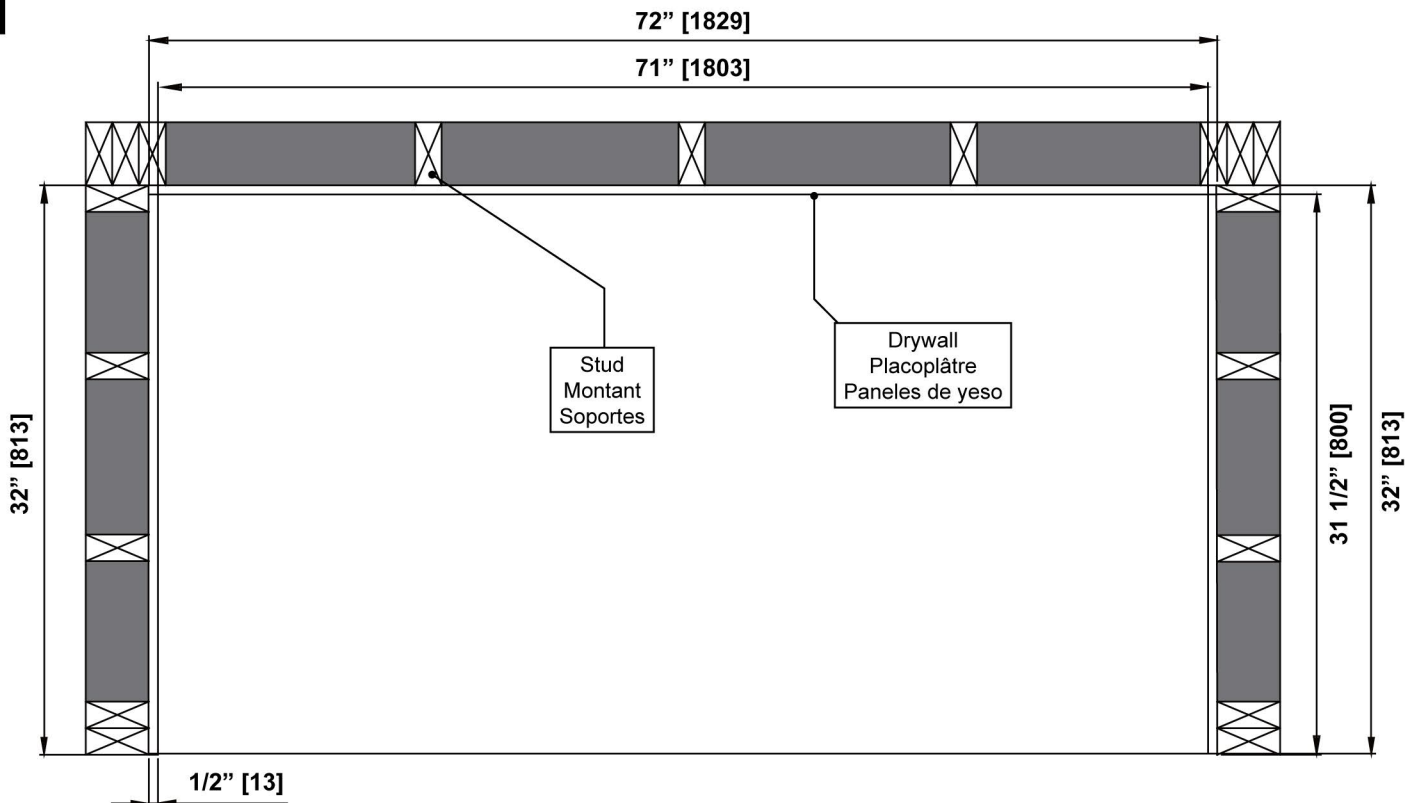 72” [1829]
71” [1803]
Stud
Montant
Soportes
Drywall
Placoplâtre
Paneles de yeso
32” [813]
31 1/2” [800]
32” [813]
1/2” [13]